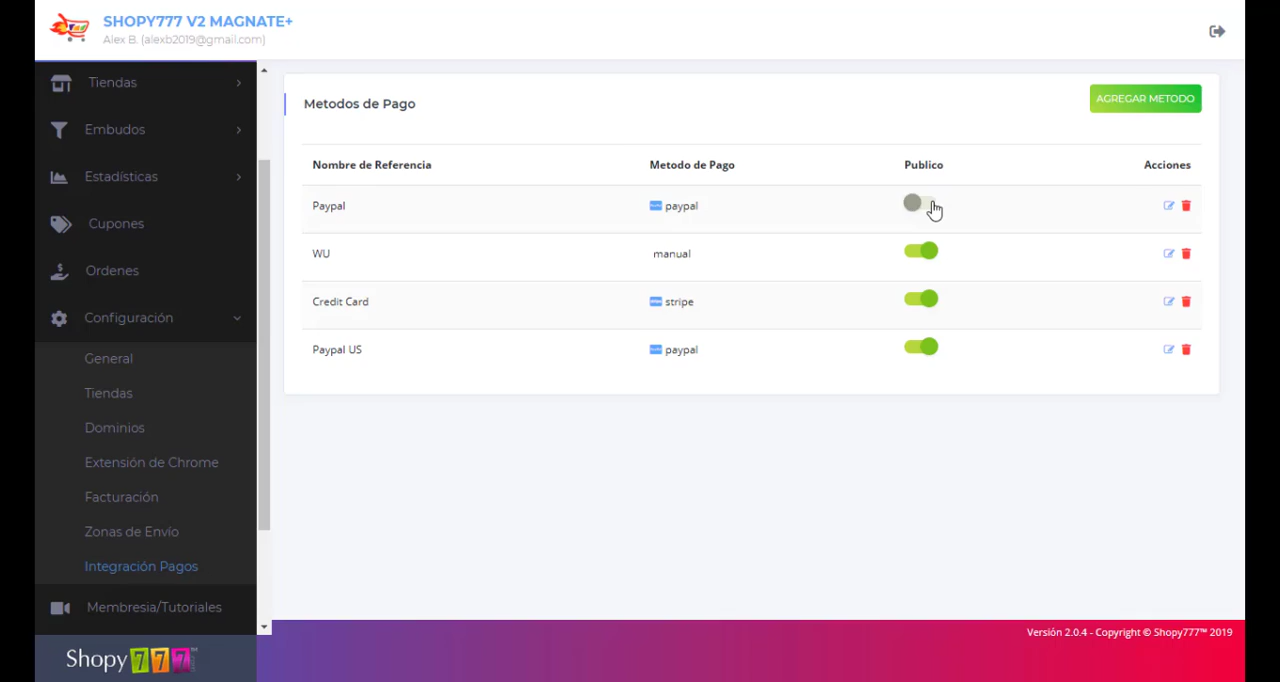 SHOPY777 V2 MAGNATE+
Alex B. (alexb2019@gmail.com)
Tiendas
Embudos
Estadísticas
Cupones
Ordenes
Configuración
General
Tiendas
Dominios
Extensión de Chrome
Facturación
Zonas de Envío
Integración Pagos
Membresia/Tutoriales
Shopy777
Metodos de Pago
AGREGAR METODO
Nombre de Referencia Metodo de Pago Publico Acciones
Paypal paypal
WU manual
Credit Card stripe
Paypal US paypal
Versión 2.0.4 - Copyright © Shopy777™ 2019